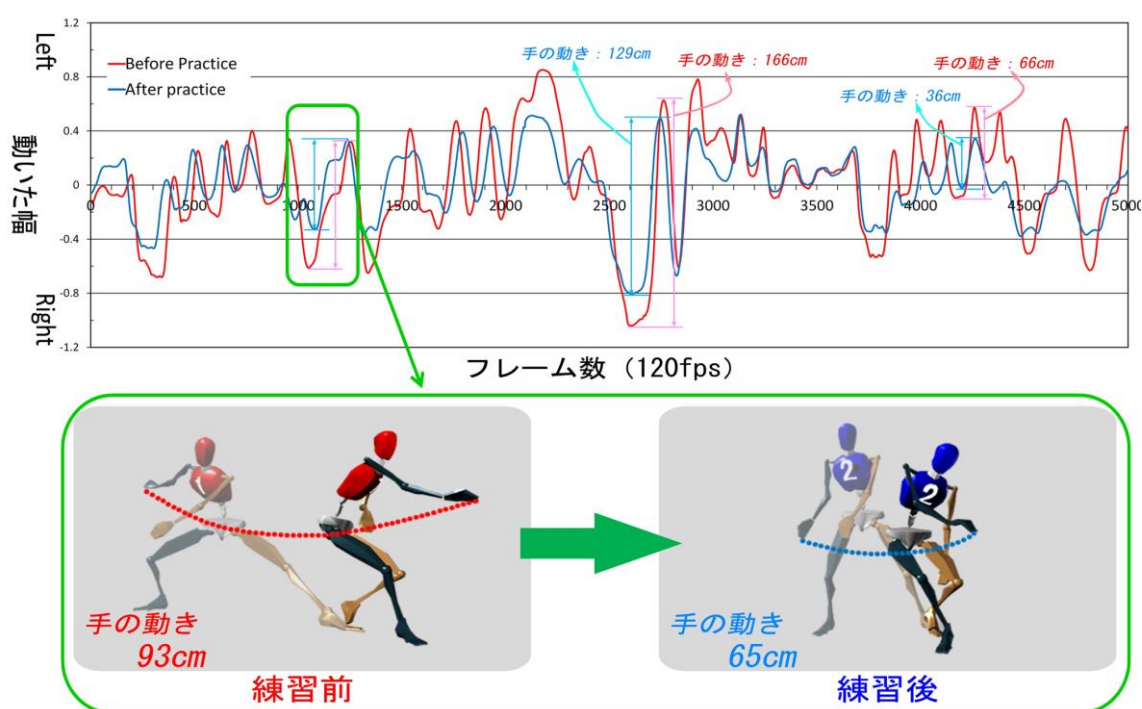 1.2
0.8
0.4
0
-0.4
-0.8
-1.2
Left
動いた幅
Right
Before Practice
After practice
手の動き：129cm
手の動き：166cm
手の動き：36cm
手の動き：66cm
0 500 1000 1500 2000 2500 3000 3500 4000 4500 5000
フレーム数（120fps）
1
手の動き
93cm
練習前
2
2
手の動き
65cm
練習後